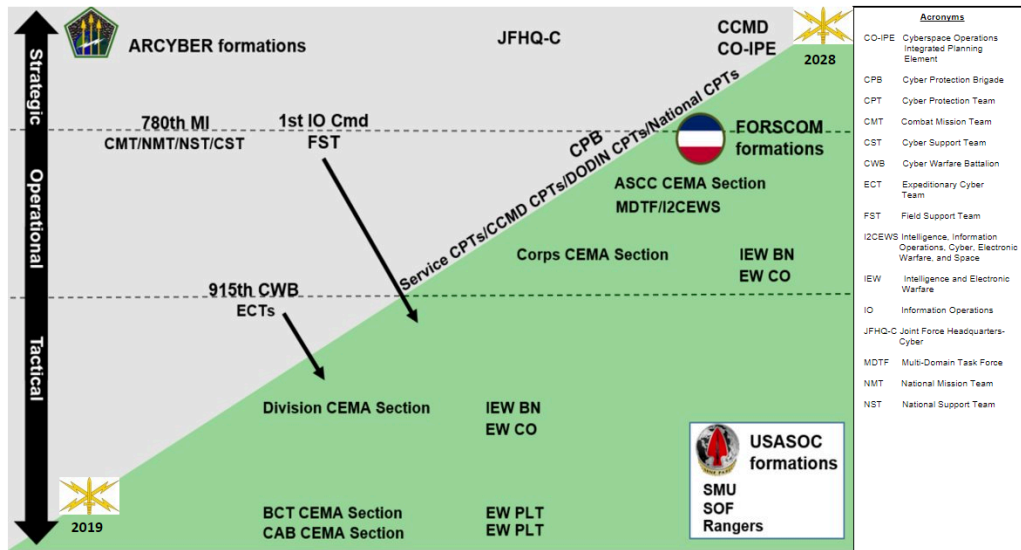 Strategic
Operational
Tactical
ARCYBER formations
JFHQ-C
CCMD
CO-IPE
2028
780th MI
CMT/NMT/NST/CST
1st IO Cmd
FST
CPB
Service CPTs/CCMD CPTs/DODIN CPTs/National CPTs
FORSCOM
formations
ASCC CEMA Section
MDTF/I2CEWS
Corps CEMA Section
IEW BN
EW CO
915th CWB
ECTs
Division CEMA Section
IEW BN
EW CO
USASOC
formations
SMU
SOF
Rangers
2019
BCT CEMA Section
EW PLT
CAB CEMA Section
EW PLT
Acronyms
CO-IPE Cyberspace Operations
Integrated Planning
Element
CPB Cyber Protection Brigade
CPT Cyber Protection Team
CMT Combat Mission Team
CST Cyber Support Team
CWB Cyber Warfare Battalion
ECT Expeditionary Cyber
Team
FST Field Support Team
I2CEWS Intelligence, Information
Operations, Cyber, Electronic
Warfare, and Space
IEW Intelligence and Electronic
Warfare
IO Information Operations
JFHQ-C Joint Force Headquarters-
Cyber
MDTF Multi-Domain Task Force
NMT National Mission Team
NST National Support Team